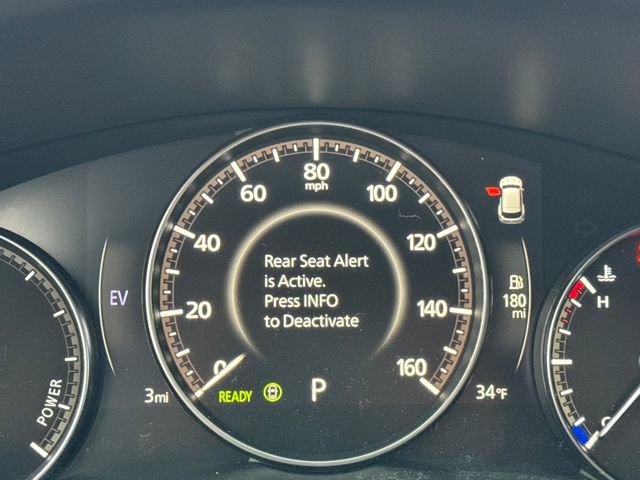 80
mph
60
100
40
120
Rear Seat Alert
is Active.
Press INFO
to Deactivate
EV
180
mi
H
20
140
0
160
3mi
READY
P
34°F
POWER
C